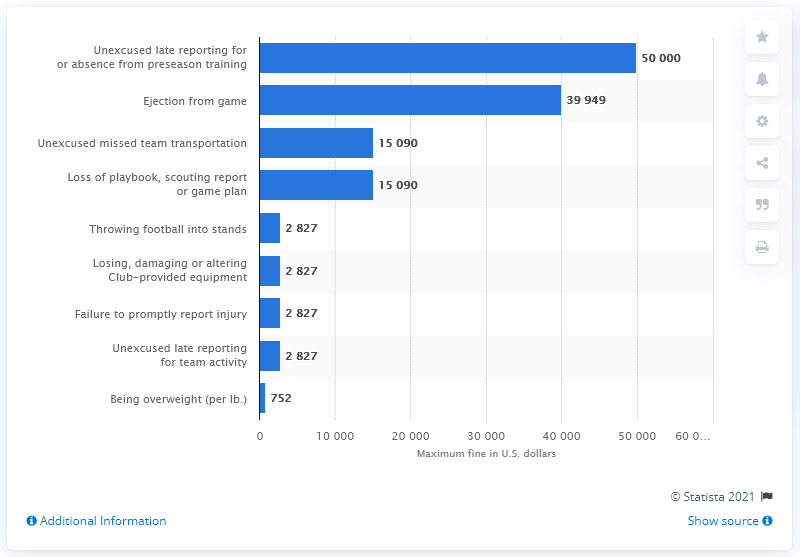 Unexcused late reporting for
or absence from preseason training
50 000
Ejection from game
39 949
Unexcused missed team transportation
15 090
Loss of playbook, scouting report
or game plan
15 090
Throwing football into stands
2 827
Losing, damaging or altering
Club-provided equipment
2 827
Failure to promptly report injury
2 827
Unexcused late reporting
for team activity
2 827
Being overweight (per lb.)
752
0 10 000 20 000 30 000 40 000 50 000 60 0...
Maximum fine in U.S. dollars
© Statista 2021
Additional Information
Show source